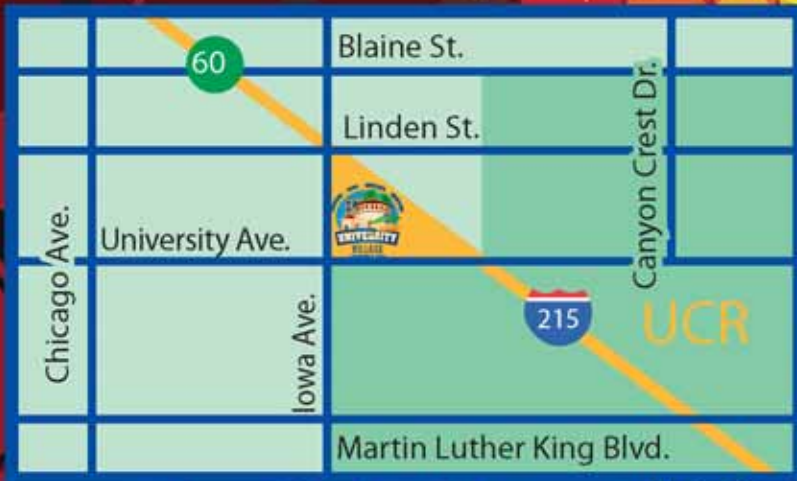 60
Blaine St.
Linden St.
Canyon Crest Dr.
UNIVERSITY
VILLAGE
University Ave.
Chicago Ave.
Iowa Ave.
215
UCR
Martin Luther King Blvd.